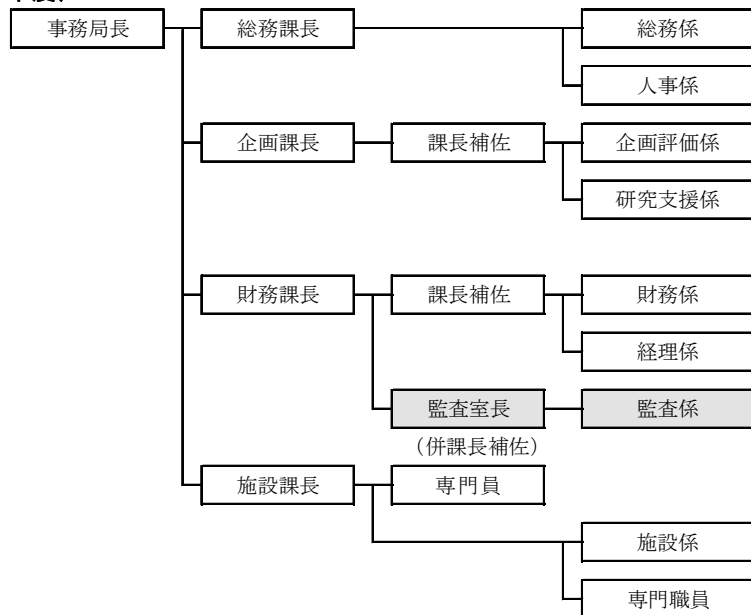 事務局長
総務課長
総務係
人事係
企画課長
課長補佐
企画評価係
研究支援係
財務課長
課長補佐
財務係
経理係
監査室長
監査係
（併課長補佐）
施設課長
専門員
施設係
専門職員